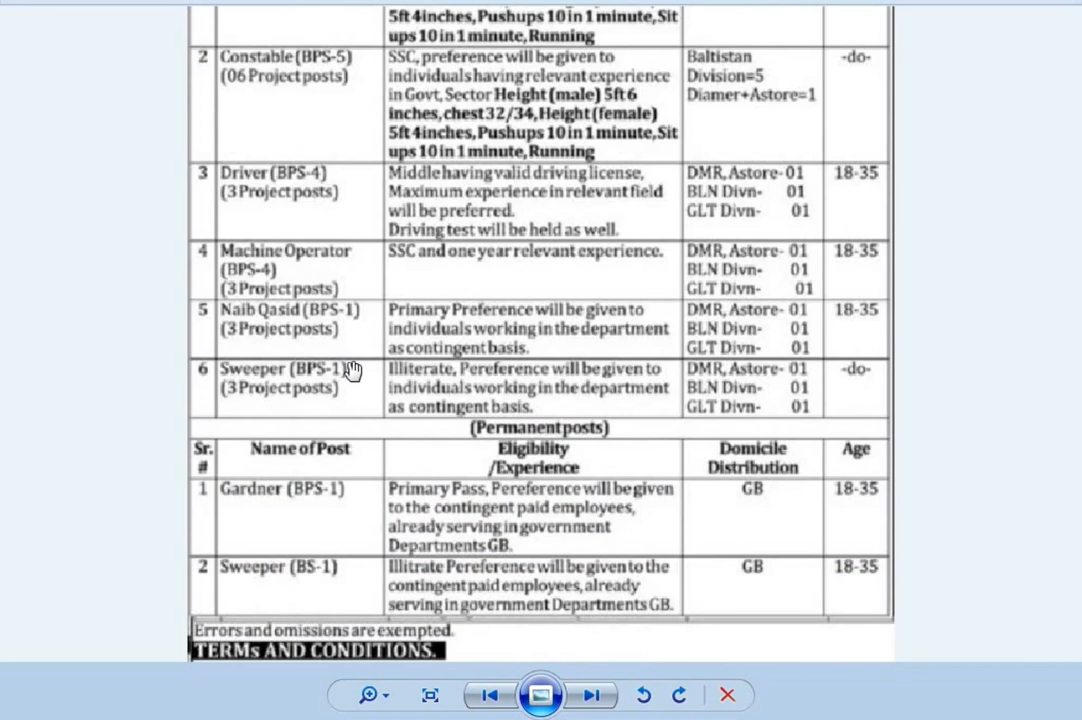 5ft 4inches, Pushups 10 in 1 minute, Sit
ups 10 in 1 minute, Running
2 Constable (BPS-5) SSC, preference will be given to Baltistan -do-
(06 Project posts) individuals having relevant experience Division=5
in Govt, Sector Height (male) 5ft 6 Diamer+Astore=1
inches, chest 32/34, Height (female)
5ft 4inches, Pushups 10 in 1 minute, Sit
ups 10 in 1 minute, Running
3 Driver (BPS-4) Middle having valid driving license, DMR, Astore- 01 18-35
(3 Project posts) Maximum experience in relevant field BLN Divn- 01
will be preferred. GLT Divn- 01
Driving test will be held as well.
4 Machine Operator SSC and one year relevant experience. DMR, Astore- 01 18-35
(BPS-4) BLN Divn- 01
(3 Project posts) GLT Divn- 01
5 Naib Qasid (BPS-1) Primary Preference will be given to DMR, Astore- 01 18-35
(3 Project posts) individuals working in the department BLN Divn- 01
as contingent basis. GLT Divn- 01
6 Sweeper (BPS-1) Illiterate, Pereference will be given to DMR, Astore- 01 -do-
(3 Project posts) individuals working in the department BLN Divn- 01
as contingent basis. GLT Divn- 01
(Permanent posts)
Sr. Name of Post Eligibility Domicile Age
# /Experience Distribution
1 Gardner (BPS-1) Primary Pass, Pereference will be given GB 18-35
to the contingent paid employees,
already serving in government
Departments GB.
2 Sweeper (BS-1) Illitrate Pereference will be given to the GB 18-35
contingent paid employees, already
serving in government Departments GB.
Errors and omissions are exempted.
TERMs AND CONDITIONS.